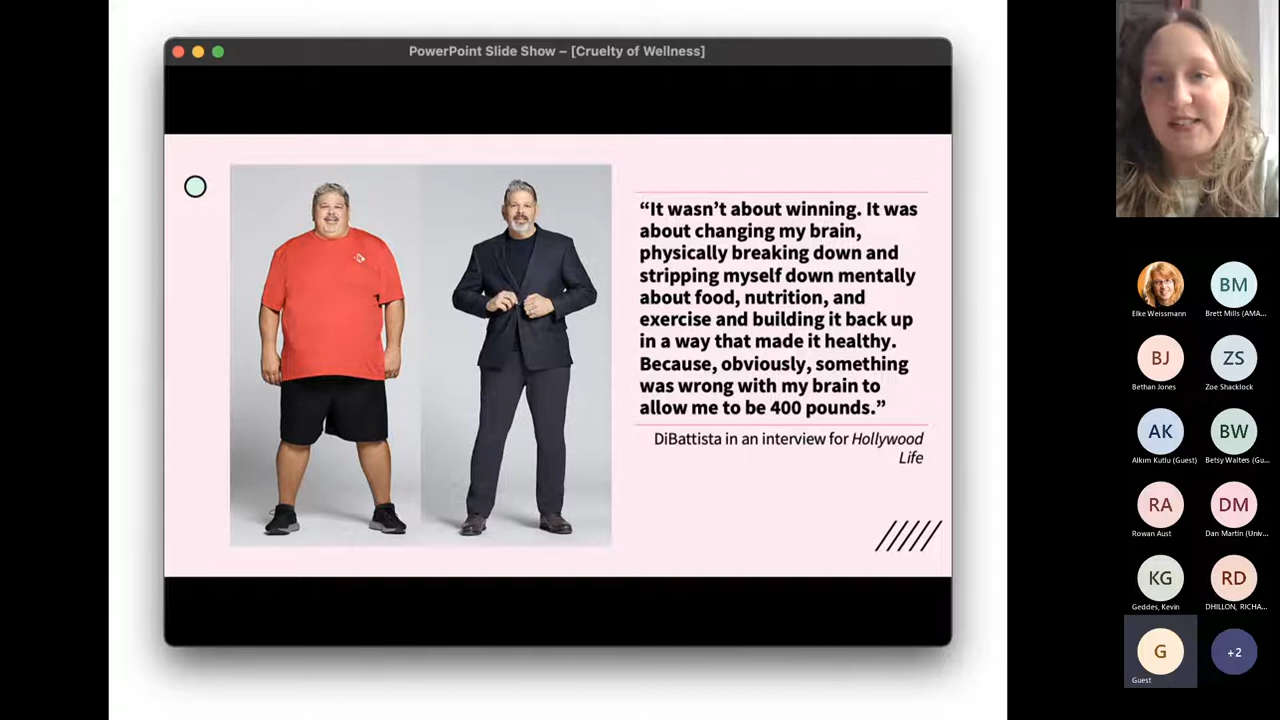 PowerPoint Slide Show – [Cruelty of Wellness]
“It wasn’t about winning. It was
about changing my brain,
physically breaking down and
stripping myself down mentally
about food, nutrition, and
exercise and building it back up
in a way that made it healthy.
Because, obviously, something
was wrong with my brain to
allow me to be 400 pounds.”
DiBattista in an interview for Hollywood
Life
BM
Elke Weissmann
Brett Mills (AMA...
BJ
ZS
Bethan Jones
Zoe Shacklock
AK
BW
Alkım Kutlu (Guest)
Betsy Walters (Gu...
RA
DM
Rowan Aust
Dan Martin (Univ...
KG
RD
Geddes, Kevin
DHILLON, RICHA...
G
+2
Guest